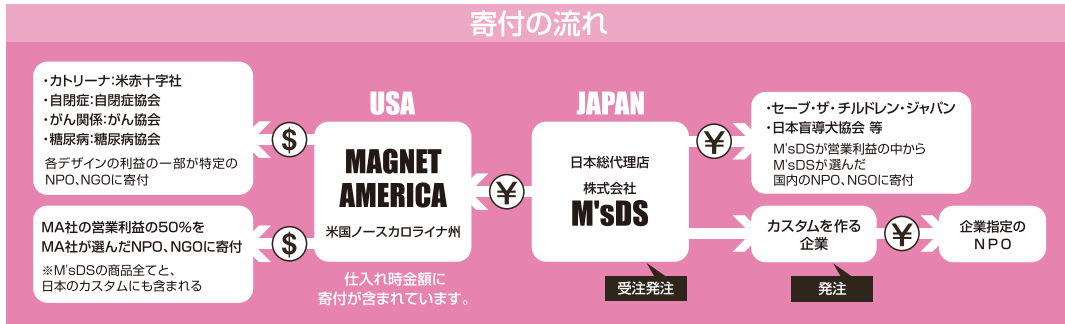 寄付の流れ
・カトリーナ：米赤十字社
・自閉症：自閉症協会
・がん関係：がん協会
・糖尿病：糖尿病協会
各デザインの利益の一部が特定の
NPO、NGOに寄付
MA社の営業利益の50%を
MA社が選んだNPO、NGOに寄付
※M'sDSの商品全てと、
日本のカスタムにも含まれる
$
$
USA
MAGNET
AMERICA
米国ノースカロライナ州
仕入れ時金額に
寄付が含まれています。
¥
JAPAN
日本総代理店
株式会社
M'sDS
受注発注
¥
・セーブ・ザ・チルドレン・ジャパン
・日本盲導犬協会 等
M'sDSが営業利益の中から
M'sDSが選んだ
国内のNPO、NGOに寄付
カスタムを作る
企業
発注
¥
企業指定の
NPO